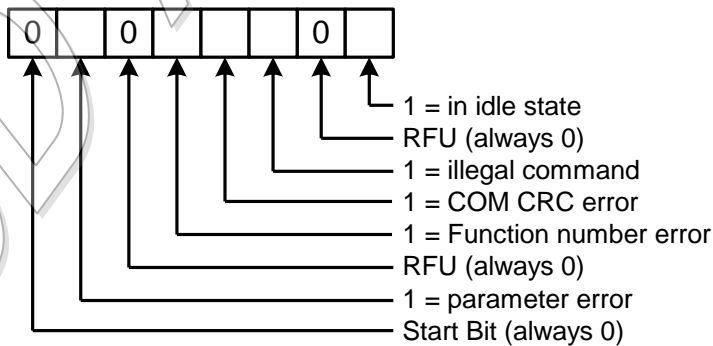 0 0 0
1 = in idle state
RFU (always 0)
1 = illegal command
1 = COM CRC error
1 = Function number error
RFU (always 0)
1 = parameter error
Start Bit (always 0)